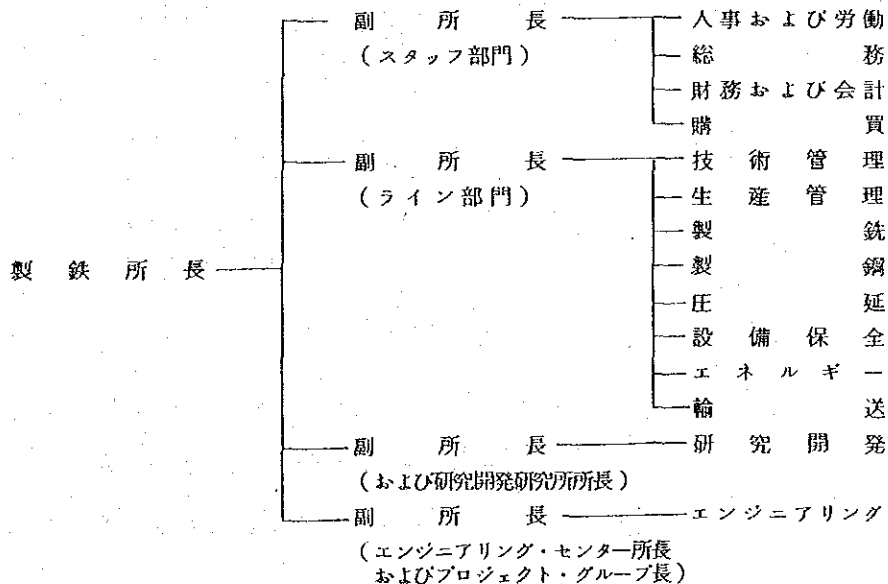 副所長 人事および労働
(スタッフ部門) 総務
財務および会計
購買
副所長 技術管理
(ライン部門) 生産管理
製銑
製鉄所長 製鋼
圧延
設備保全
エネルギー
輸送
副所長 研究開発
(および研究開発研究所所長)
副所長 エンジニアリング
(エンジニアリング・センター所長
およびプロジェクト・グループ長)